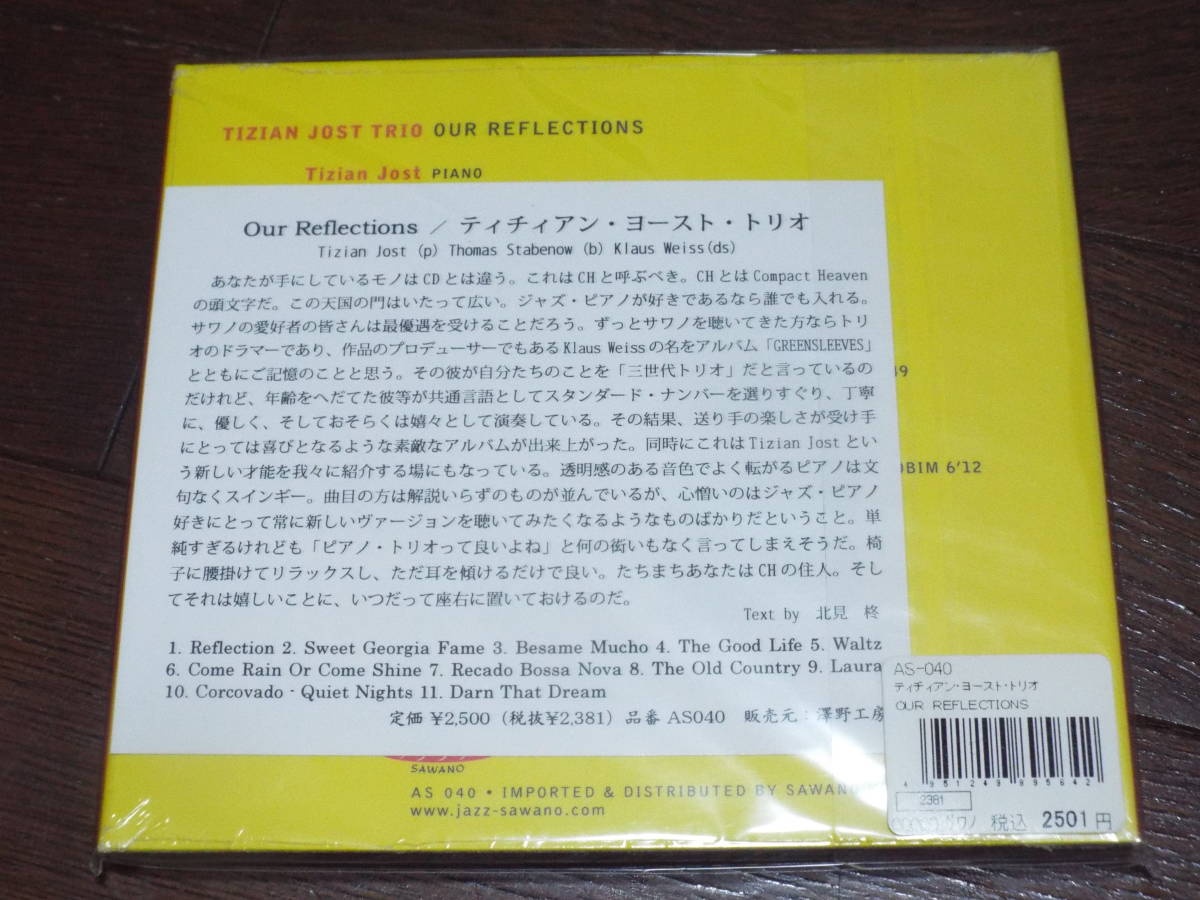 TIZIAN JOST TRIO OUR REFLECTIONS
Tizian Jost PIANO
Our Reflections / ティチィアン・ヨースト・トリオ
Tizian Jost (p) Thomas Stabenow (b) Klaus Weiss(ds)
あなたが手にしているモノはCDとは違う。これはCHと呼ぶべき。CHとはCompact Heaven
の頭文字だ。この天国の門はいたって広い。ジャズ・ピアノが好きであるなら誰でも入れる。
サワノの愛好者の皆さんは最優遇を受けることだろう。ずっとサワノを聴いてきた方ならトリ
オのドラマーであり、作品のプロデューサーでもあるKlaus Weissの名をアルバム「GREENSLEEVES」
とともにご記憶のことと思う。その彼が自分たちのことを「三世代トリオ」だと言っているの
だけれど、年齢をへだてた彼等が共通言語としてスタンダード・ナンバーを選りすぐり、丁寧
に、優しく、そしておそらくは嬉々として演奏している。その結果、送り手の楽しさが受け手
にとっては喜びとなるような素敵なアルバムが出来上がった。同時にこれはTizian Jostとい
う新しい才能を我々に紹介する場にもなっている。透明感のある音色でよく転がるピアノは文
句なくスインギー。曲目の方は解説いらずのものが並んでいるが、心憎いのはジャズ・ピアノ
好きにとって常に新しいヴァージョンを聴いてみたくなるようなものばかりだということ。単
純すぎるけれども「ピアノ・トリオって良いよね」と何の衒いもなく言ってしまえそうだ。椅
子に腰掛けてリラックスし、ただ耳を傾けるだけで良い。たちまちあなたはCHの住人。そし
てそれは嬉しいことに、いつだって座右に置いておけるのだ。
Text by 北見 柊
1. Reflection 2. Sweet Georgia Fame 3. Besame Mucho 4. The Good Life 5. Waltz
6. Come Rain Or Come Shine 7. Recado Bossa Nova 8. The Old Country 9. Laura
10. Corcovado - Quiet Nights 11. Darn That Dream
定価 ¥2,500(税抜¥2,381) 品番 AS040 販売元:澤野工房
49
OBIM 6'12
SAWANO
AS 040 • IMPORTED & DISTRIBUTED BY SAWANO
www.jazz-sawano.com
AS-040
ティチィアン・ヨースト・トリオ
OUR REFLECTIONS
4 951249 995642
2381
サワノ 税込 2501円